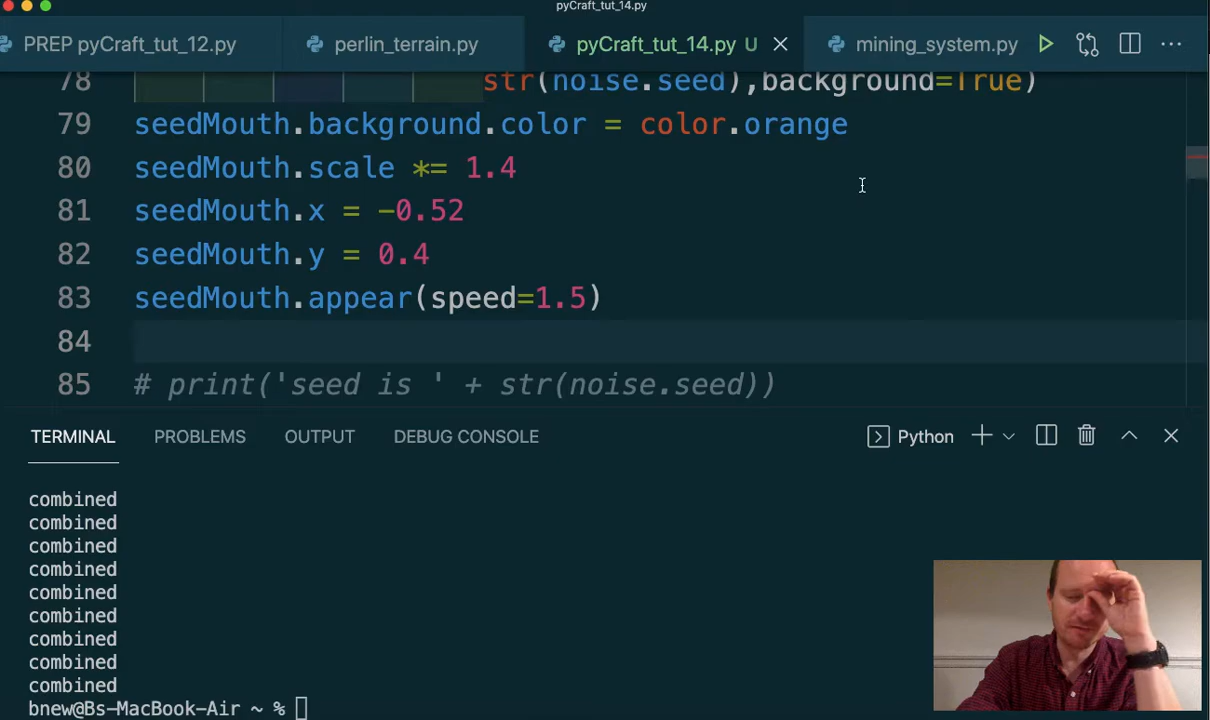 pyCraft_tut_14.py
PREP pyCraft_tut_12.py perlin_terrain.py pyCraft_tut_14.py U mining_system.py
78 str(noise.seed),background=True)
79 seedMouth.background.color = color.orange
80 seedMouth.scale *= 1.4
81 seedMouth.x = -0.52
82 seedMouth.y = 0.4
83 seedMouth.appear(speed=1.5)
84
85 # print('seed is ' + str(noise.seed))
TERMINAL PROBLEMS OUTPUT DEBUG CONSOLE Python
combined
combined
combined
combined
combined
combined
combined
combined
combined
bnew@Bs-MacBook-Air ~ %